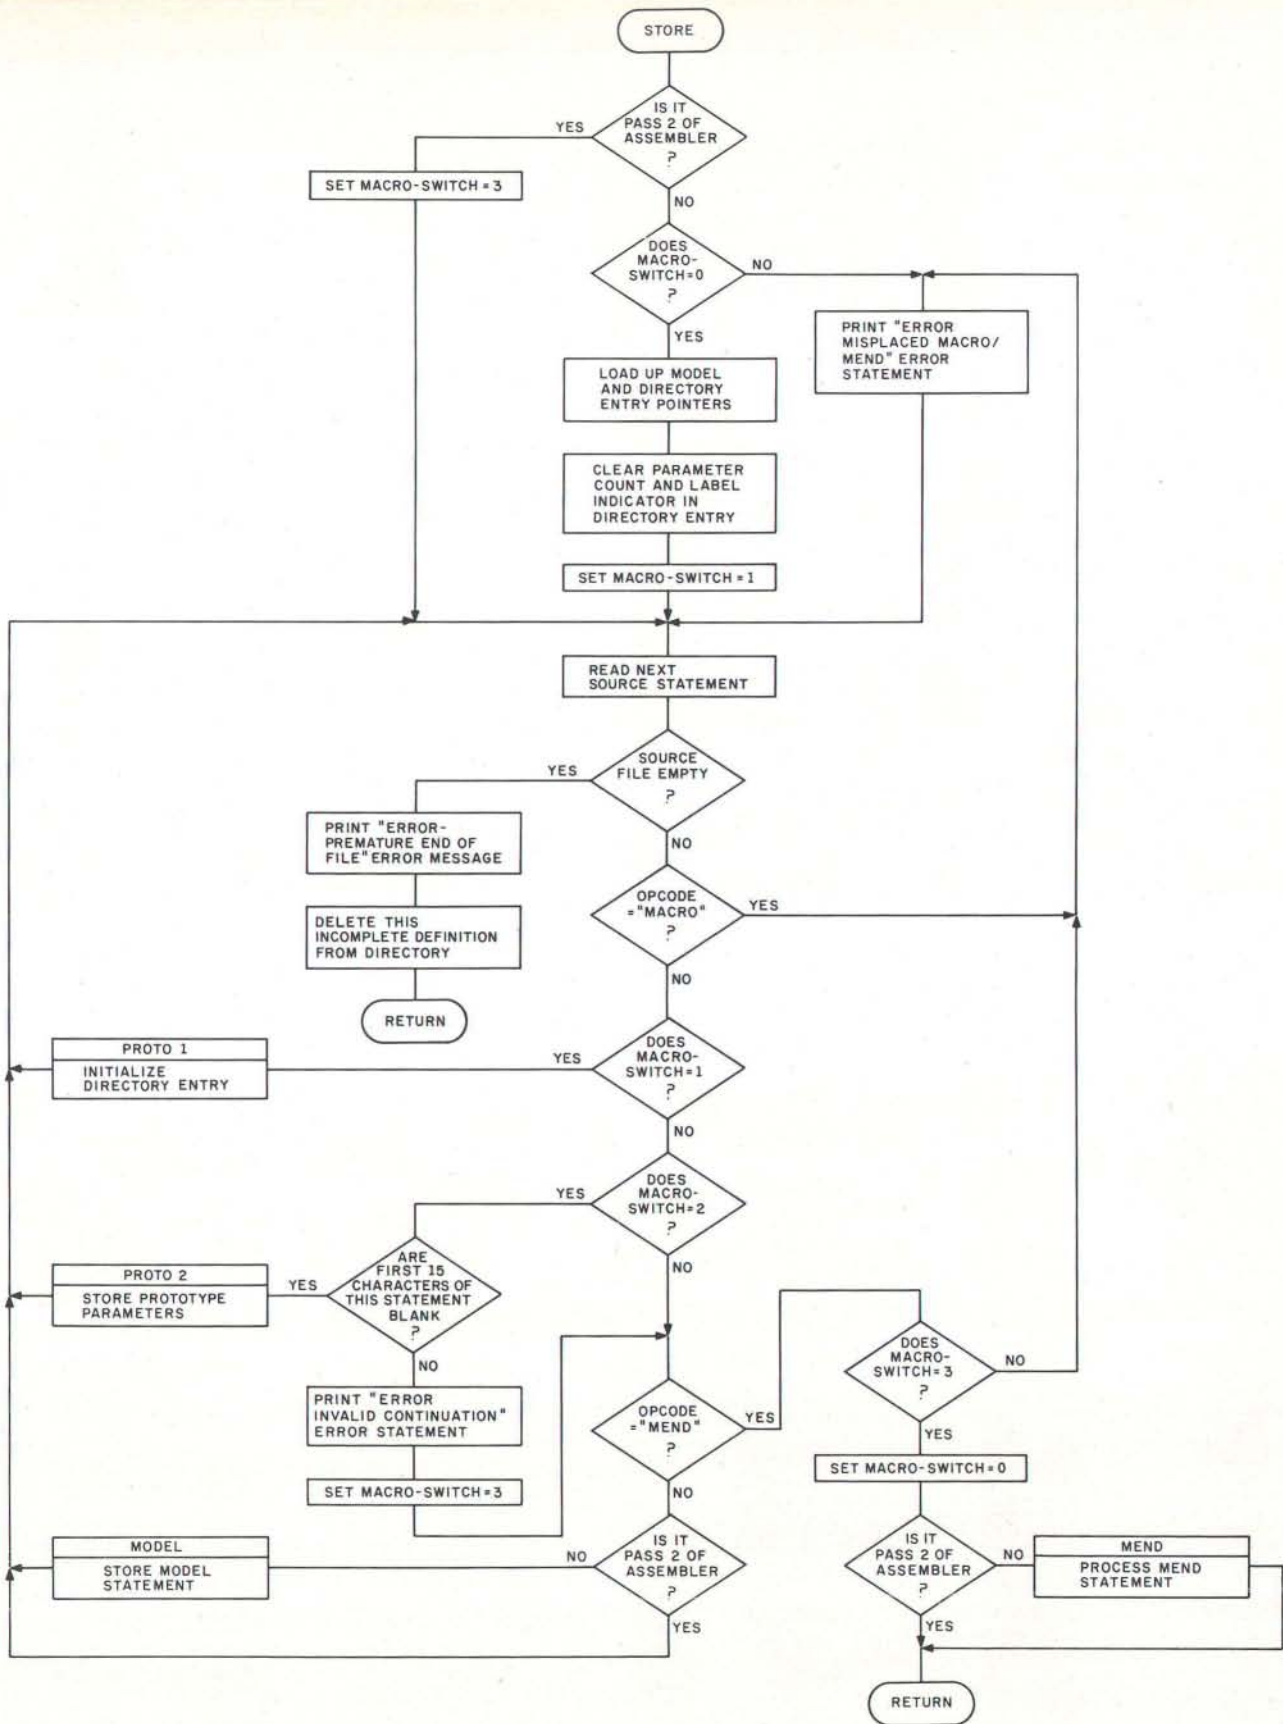 STORE
IS IT
PASS 2 OF
ASSEMBLER
?
YES
NO
SET MACRO-SWITCH = 3
DOES
MACRO-
SWITCH=0
?
NO
YES
PRINT "ERROR
MISPLACED MACRO/
MEND" ERROR
STATEMENT
LOAD UP MODEL
AND DIRECTORY
ENTRY POINTERS
CLEAR PARAMETER
COUNT AND LABEL
INDICATOR IN
DIRECTORY ENTRY
SET MACRO-SWITCH = 1
READ NEXT
SOURCE STATEMENT
SOURCE
FILE EMPTY
?
YES
NO
PRINT "ERROR-
PREMATURE END OF
FILE" ERROR MESSAGE
DELETE THIS
INCOMPLETE DEFINITION
FROM DIRECTORY
RETURN
OPCODE
="MACRO"
?
YES
NO
DOES
MACRO-
SWITCH=1
?
YES
NO
PROTO 1
INITIALIZE
DIRECTORY ENTRY
DOES
MACRO-
SWITCH=2
?
YES
NO
ARE
FIRST 15
CHARACTERS OF
THIS STATEMENT
BLANK
?
YES
NO
PROTO 2
STORE PROTOTYPE
PARAMETERS
PRINT "ERROR
INVALID CONTINUATION"
ERROR STATEMENT
SET MACRO-SWITCH=3
OPCODE
="MEND"
?
YES
NO
DOES
MACRO-
SWITCH=3
?
NO
YES
SET MACRO-SWITCH=0
IS IT
PASS 2 OF
ASSEMBLER
?
NO
YES
MODEL
STORE MODEL
STATEMENT
IS IT
PASS 2 OF
ASSEMBLER
?
NO
YES
MEND
PROCESS MEND
STATEMENT
RETURN